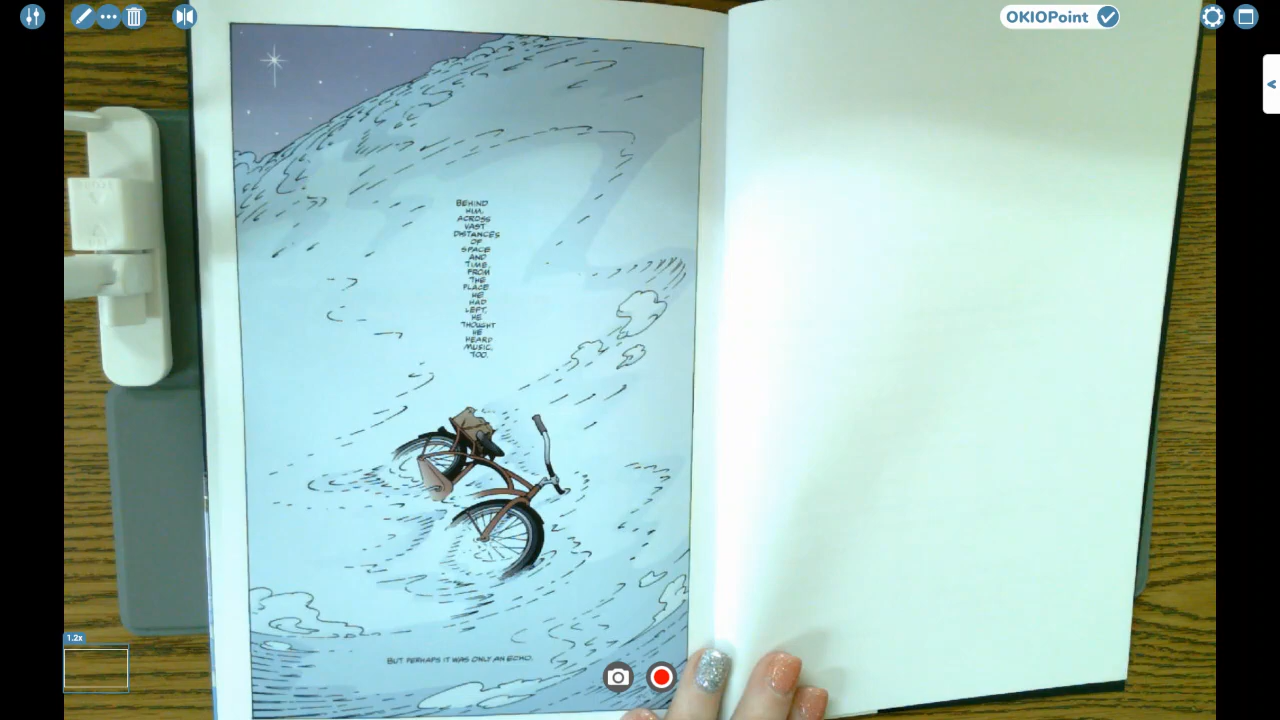 OKIOPoint
BEHIND
HIM,
ACROSS
VAST
DISTANCES
OF
SPACE
AND
TIME,
FROM
THE
PLACE
HE
HAD
LEFT,
HE
THOUGHT
HE
HEARD
MUSIC,
TOO.
BUT PERHAPS IT WAS ONLY AN ECHO.
1.2x